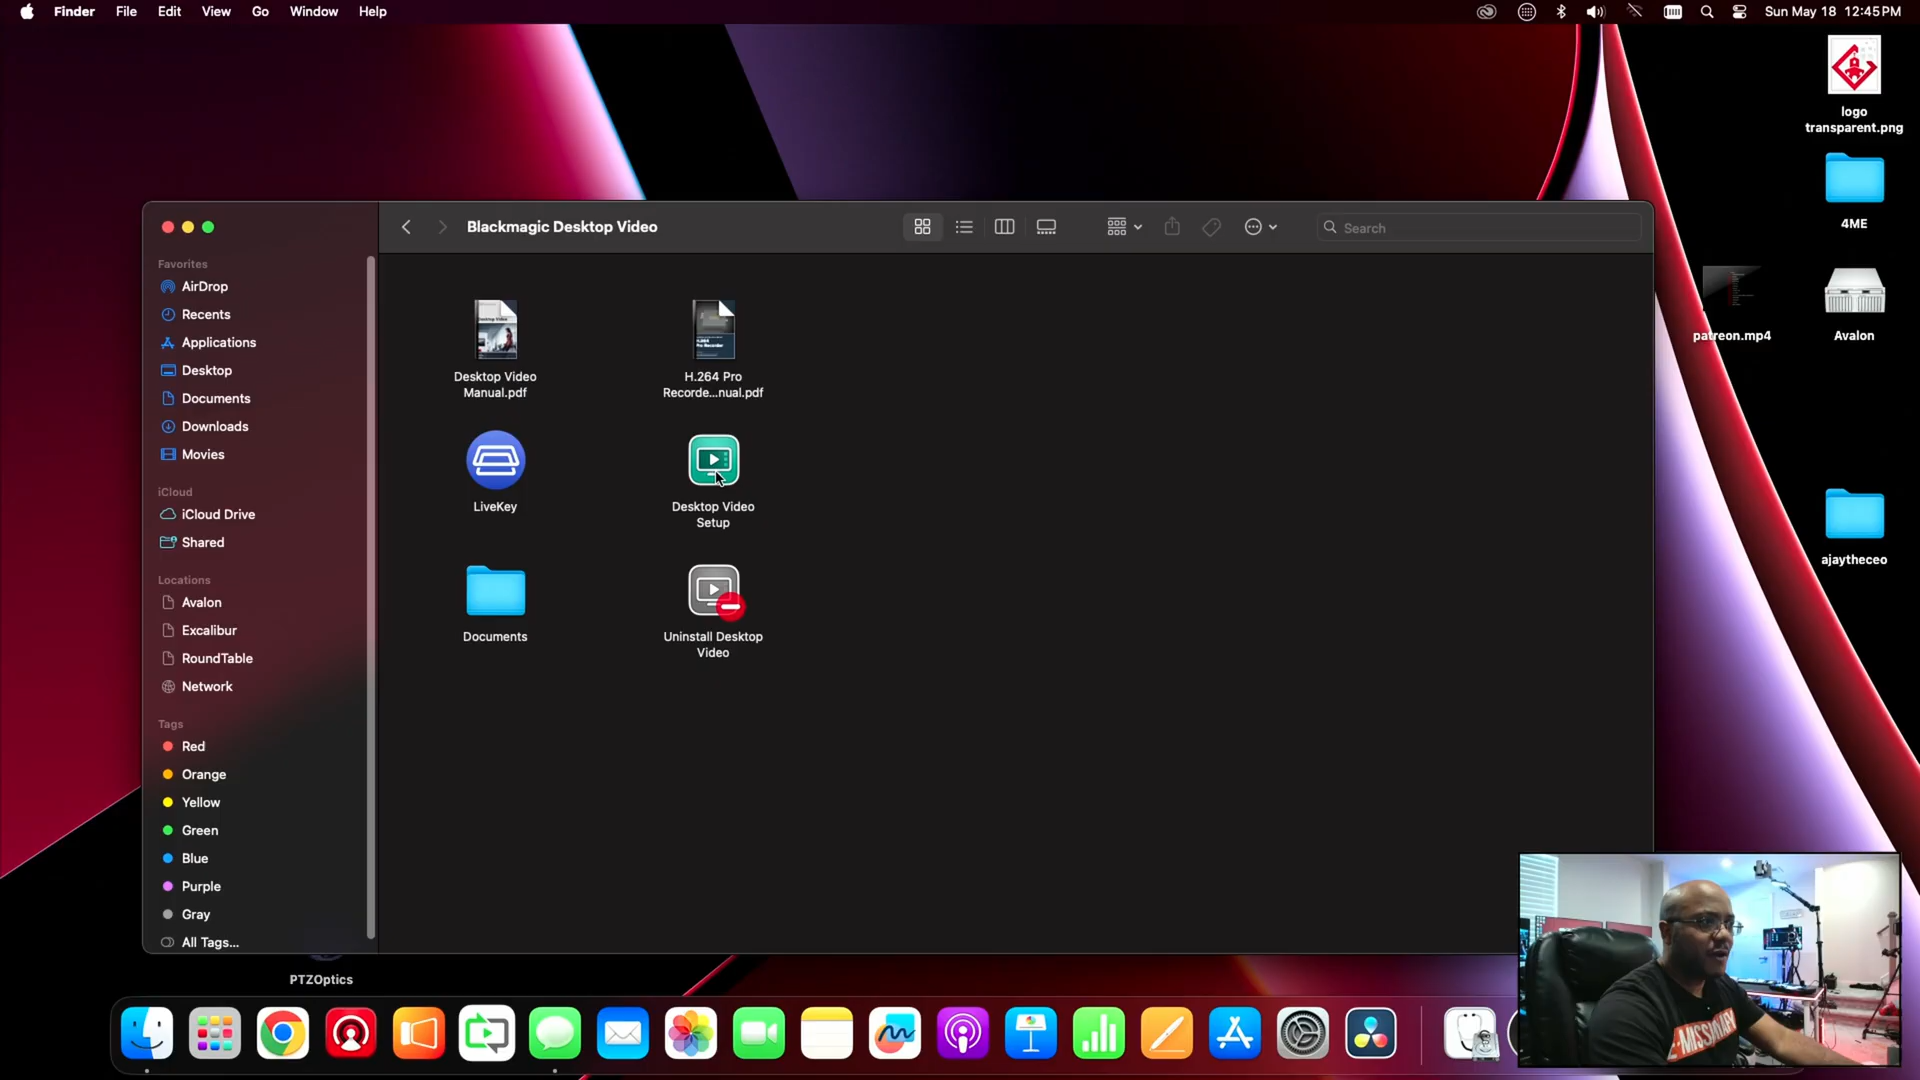 Finder File Edit View Go Window Help
Sun May 18 12:45 PM
logo
transparent.png
4ME
patreon.mp4
Avalon
ajaytheceo
Blackmagic Desktop Video
Search
Favorites
AirDrop
Recents
Applications
Desktop
Documents
Downloads
Movies
iCloud
iCloud Drive
Shared
Locations
Avalon
Excalibur
RoundTable
Network
Tags
Red
Orange
Yellow
Green
Blue
Purple
Gray
All Tags...
Desktop Video
Manual.pdf
H.264 Pro
Recorde...nual.pdf
LiveKey
Desktop Video
Setup
Documents
Uninstall Desktop
Video
PTZOptics